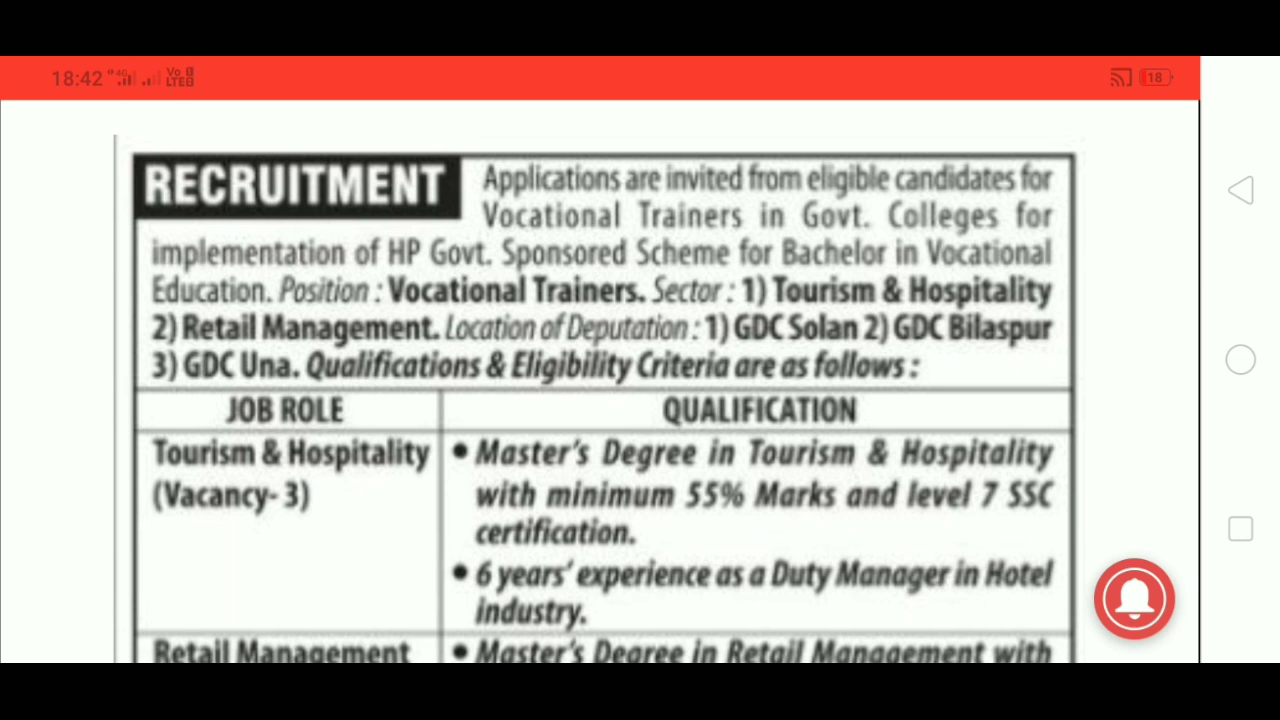 18:42
18
RECRUITMENT Applications are invited from eligible candidates for
Vocational Trainers in Govt. Colleges for
implementation of HP Govt. Sponsored Scheme for Bachelor in Vocational
Education. Position : Vocational Trainers. Sector : 1) Tourism & Hospitality
2) Retail Management. Location of Deputation : 1) GDC Solan 2) GDC Bilaspur
3) GDC Una. Qualifications & Eligibility Criteria are as follows :
JOB ROLE QUALIFICATION
Tourism & Hospitality • Master's Degree in Tourism & Hospitality
(Vacancy- 3) with minimum 55% Marks and level 7 SSC
certification.
• 6 years' experience as a Duty Manager in Hotel
industry.
Retail Management • Master's Degree in Retail Management with